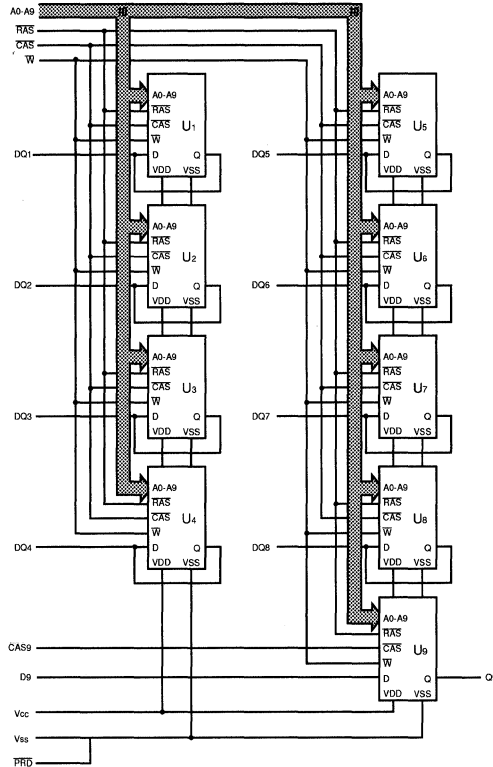 A0-A9
10
10
RAS
CAS
W
A0-A9
RAS
CAS
W
D
Q
U1
VDD
VSS
DQ1
A0-A9
RAS
CAS
W
D
Q
U5
VDD
VSS
DQ5
A0-A9
RAS
CAS
W
D
Q
U2
VDD
VSS
DQ2
A0-A9
RAS
CAS
W
D
Q
U6
VDD
VSS
DQ6
A0-A9
RAS
CAS
W
D
Q
U3
VDD
VSS
DQ3
A0-A9
RAS
CAS
W
D
Q
U7
VDD
VSS
DQ7
A0-A9
RAS
CAS
W
D
Q
U4
VDD
VSS
DQ4
A0-A9
RAS
CAS
W
D
Q
U8
VDD
VSS
DQ8
A0-A9
RAS
CAS
W
D
Q
U9
VDD
VSS
CAS9
D9
Q
Vcc
Vss
PRD